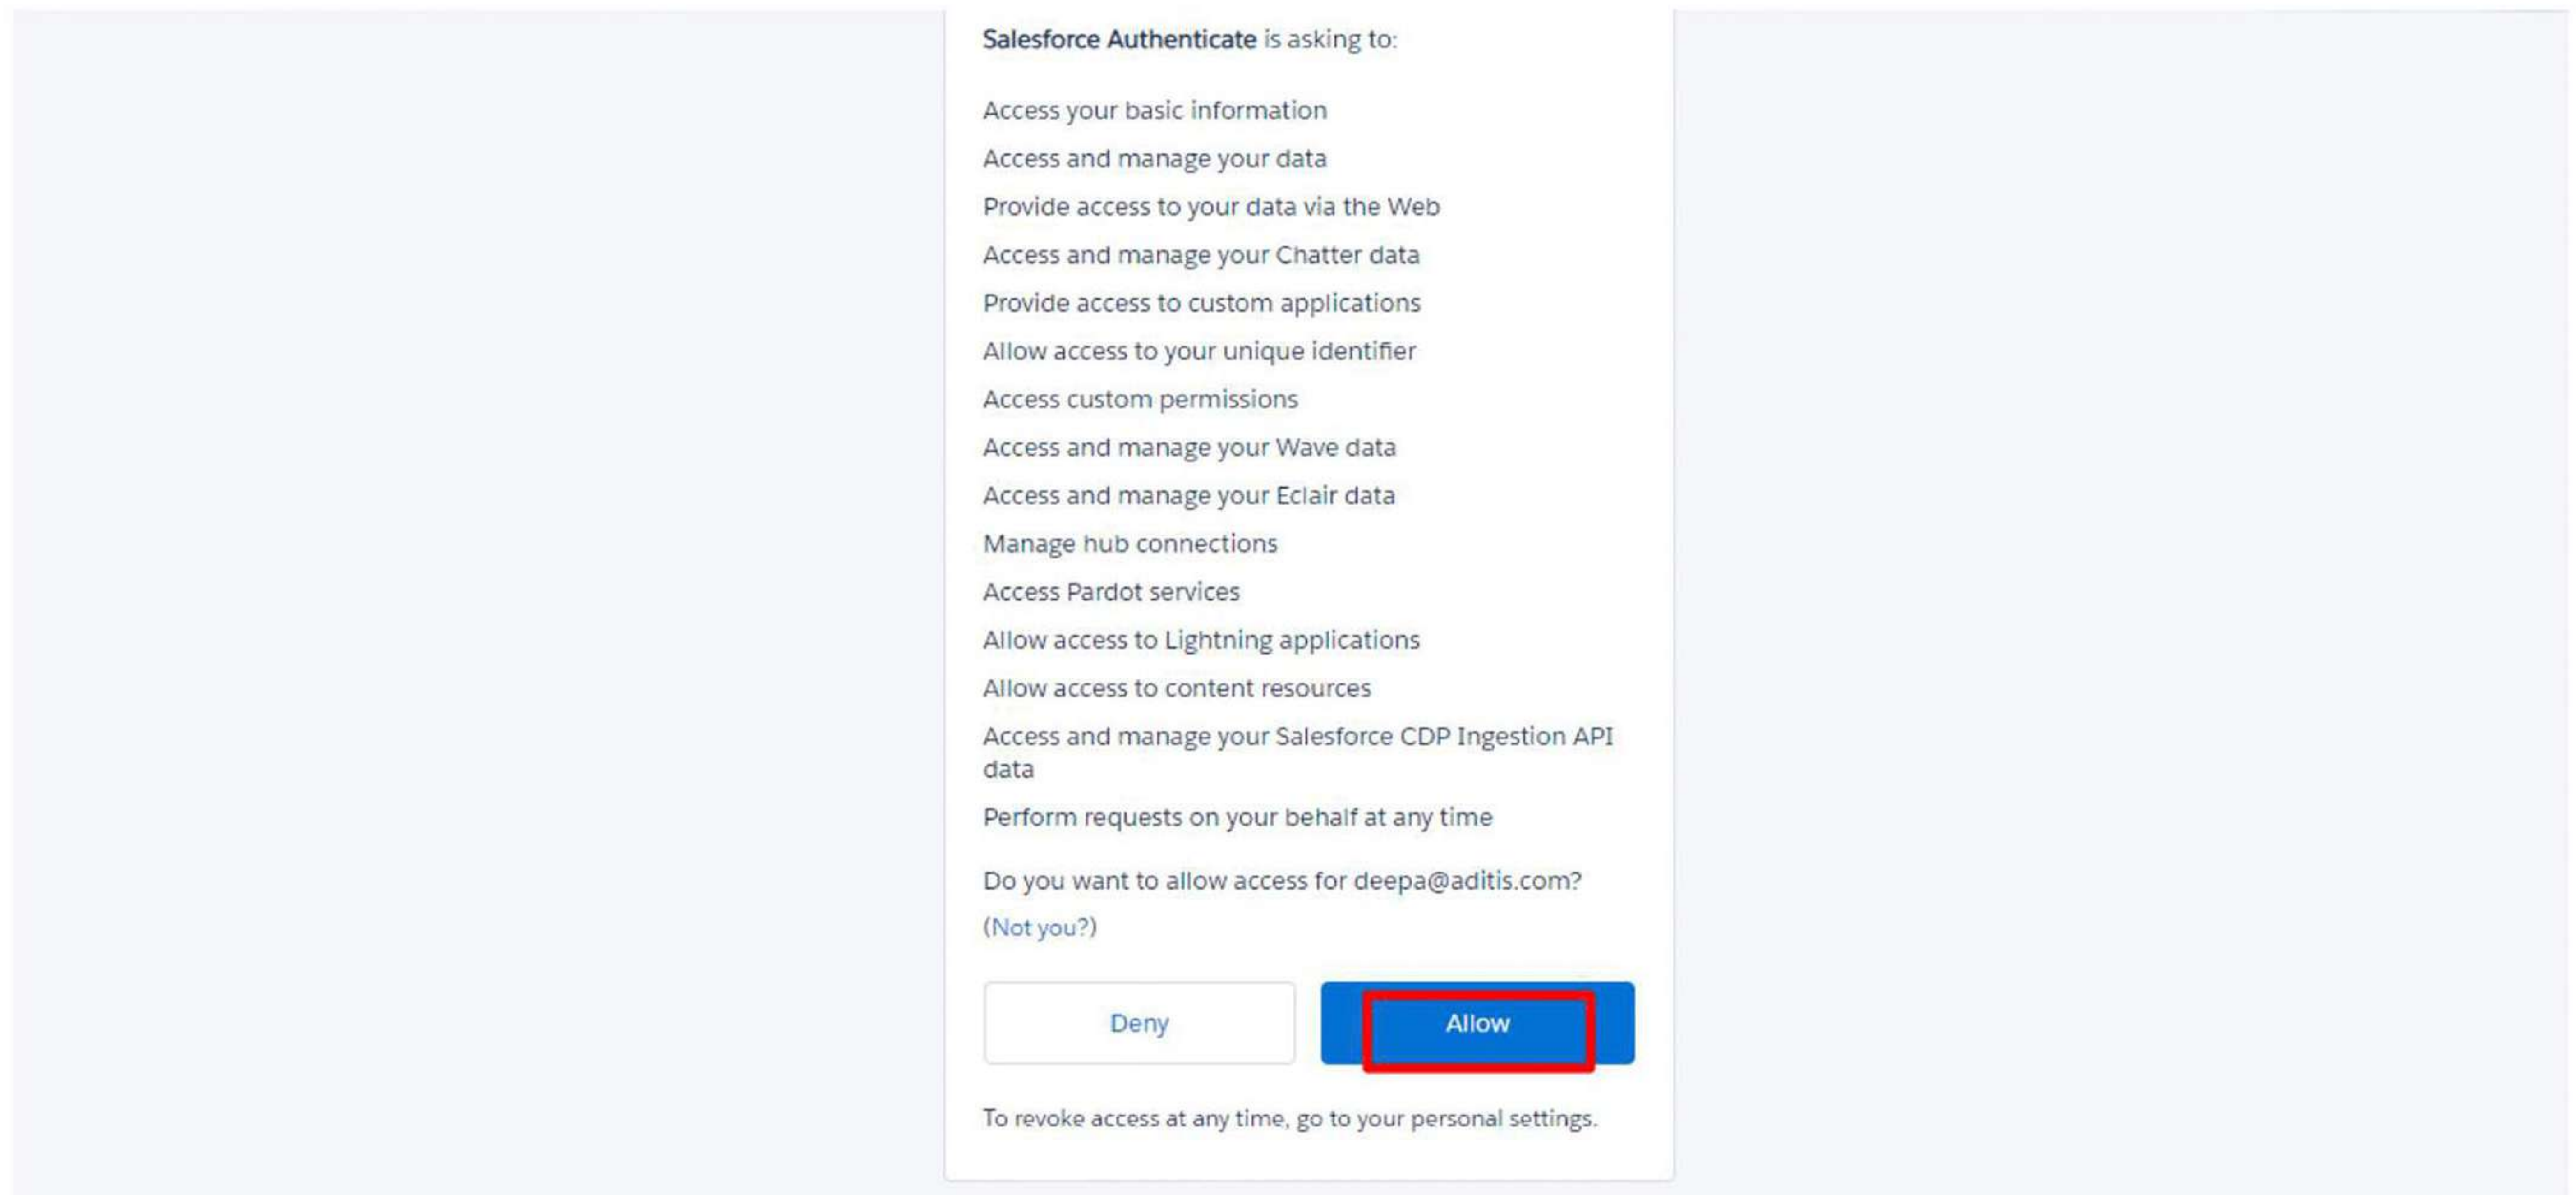 Salesforce Authenticate is asking to:
Access your basic information
Access and manage your data
Provide access to your data via the Web
Access and manage your Chatter data
Provide access to custom applications
Allow access to your unique identifier
Access custom permissions
Access and manage your Wave data
Access and manage your Eclair data
Manage hub connections
Access Pardot services
Allow access to Lightning applications
Allow access to content resources
Access and manage your Salesforce CDP Ingestion API
data
Perform requests on your behalf at any time
Do you want to allow access for deepa@aditis.com?
(Not you?)
Deny
Allow
To revoke access at any time, go to your personal settings.